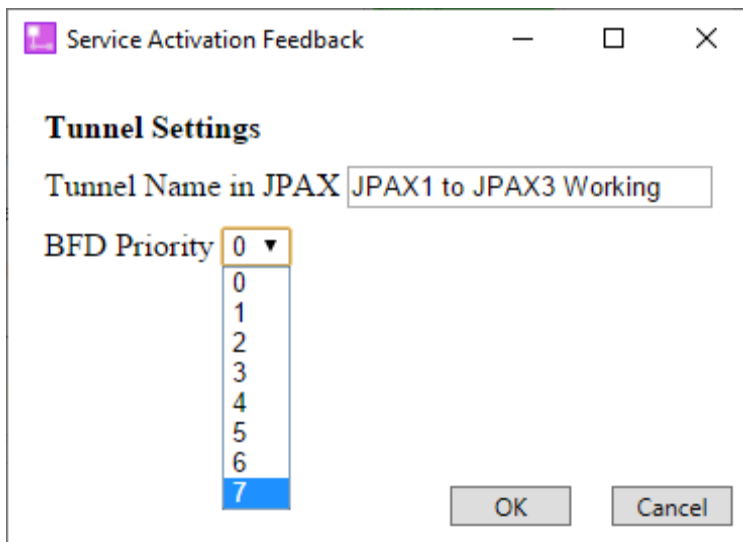 Service Activation Feedback
Tunnel Settings
Tunnel Name in JPAX JPAX1 to JPAX3 Working
BFD Priority 0
0
1
2
3
4
5
6
7
OK Cancel